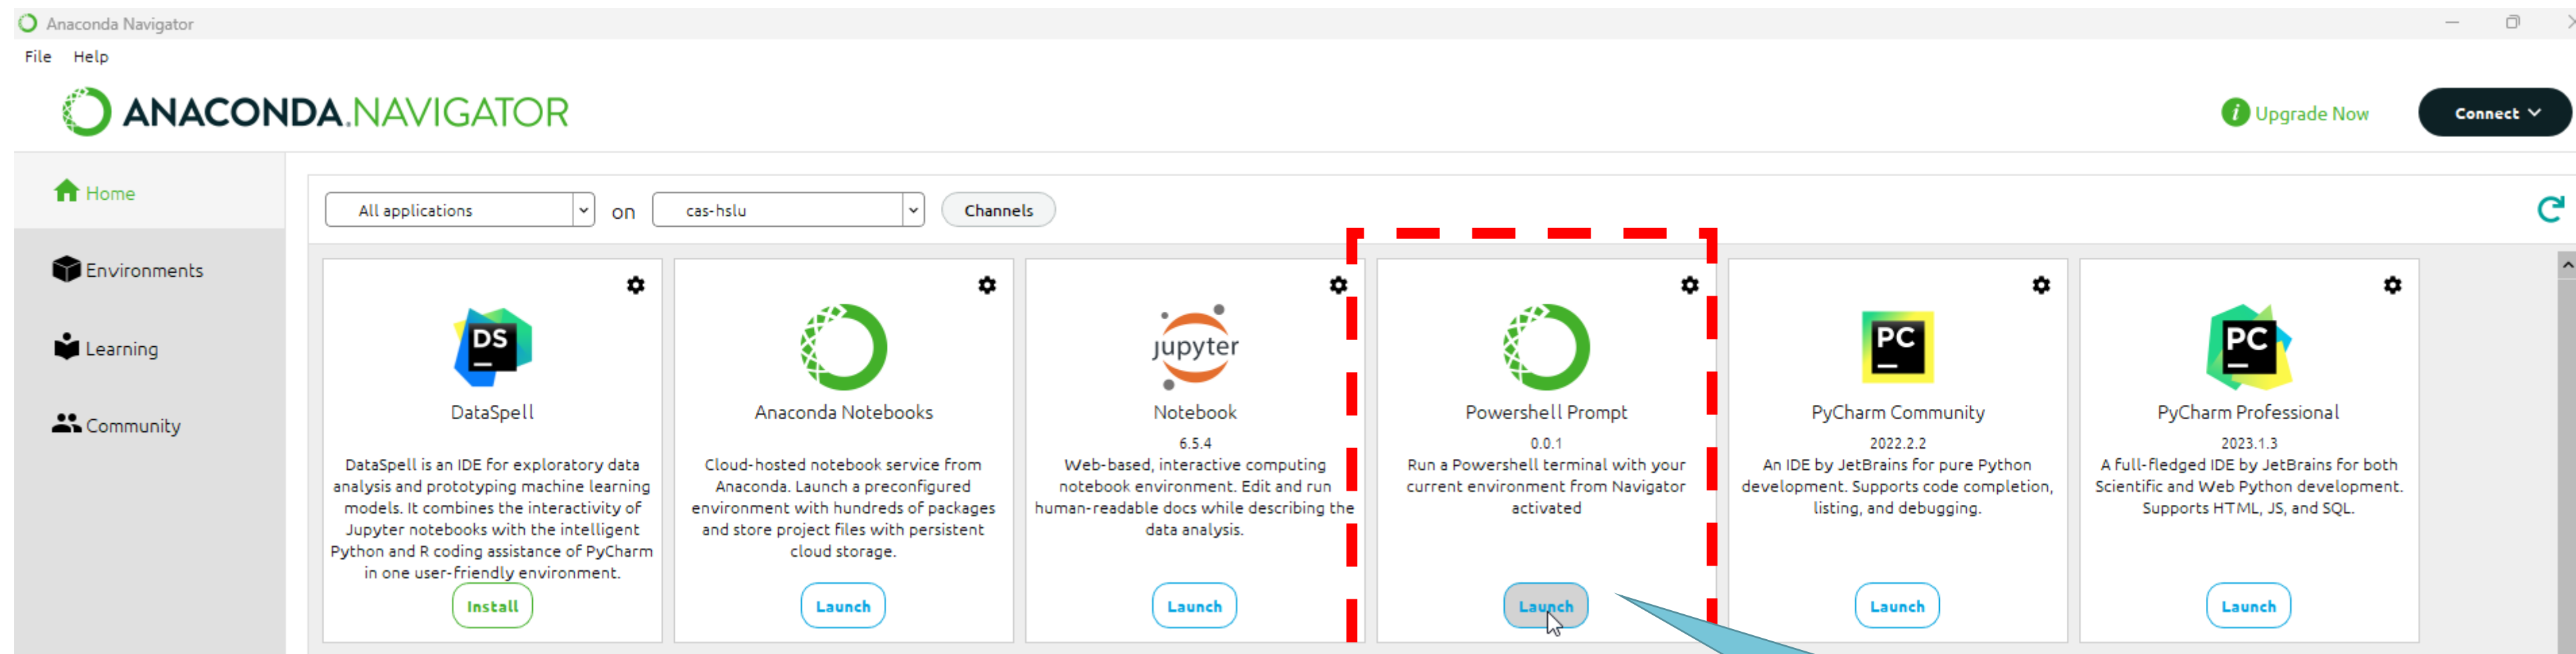 Anaconda Navigator
File Help
ANACONDA.NAVIGATOR
Upgrade Now
Connect
Home
All applications on cas-hslu Channels
Environments
Learning
Community
DS
DataSpell
DataSpell is an IDE for exploratory data
analysis and prototyping machine learning
models. It combines the interactivity of
Jupyter notebooks with the intelligent
Python and R coding assistance of PyCharm
in one user-friendly environment.
Install
Anaconda Notebooks
Cloud-hosted notebook service from
Anaconda. Launch a preconfigured
environment with hundreds of packages
and store project files with persistent
cloud storage.
Launch
jupyter
Notebook
6.5.4
Web-based, interactive computing
notebook environment. Edit and run
human-readable docs while describing the
data analysis.
Launch
Powershell Prompt
0.0.1
Run a Powershell terminal with your
current environment from Navigator
activated
Launch
PC
PyCharm Community
2022.2.2
An IDE by JetBrains for pure Python
development. Supports code completion,
listing, and debugging.
Launch
PC
PyCharm Professional
2023.1.3
A full-fledged IDE by JetBrains for both
Scientific and Web Python development.
Supports HTML, JS, and SQL.
Launch